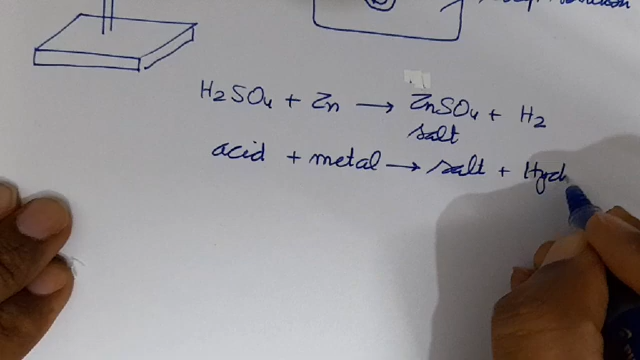 H2SO4 + Zn → ZnSO4 + H2
salt
acid + metal → salt + Hyd